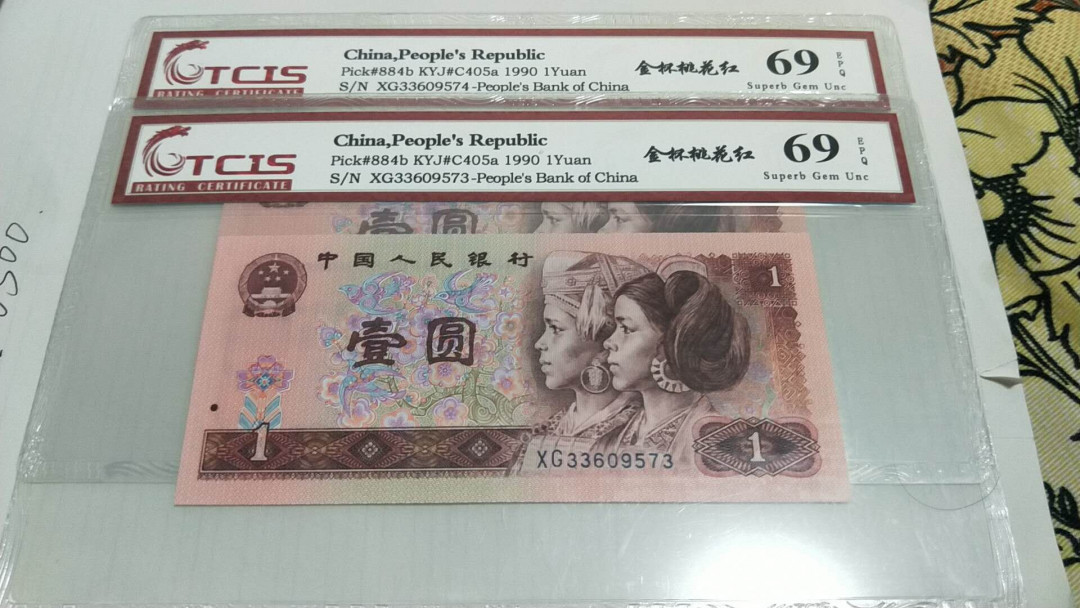 TCIS
RATING CERTIFICATE
China,People's Republic
Pick#884b KYJ#C405a 1990 1Yuan
S/N XG33609574-People's Bank of China
金杯桃花红
69
EPQ
Superb Gem Unc
TCIS
RATING CERTIFICATE
China,People's Republic
Pick#884b KYJ#C405a 1990 1Yuan
S/N XG33609573-People's Bank of China
金杯桃花红
69
EPQ
Superb Gem Unc
壹圆
中国人民银行
1
壹圆
1
XG33609573
1